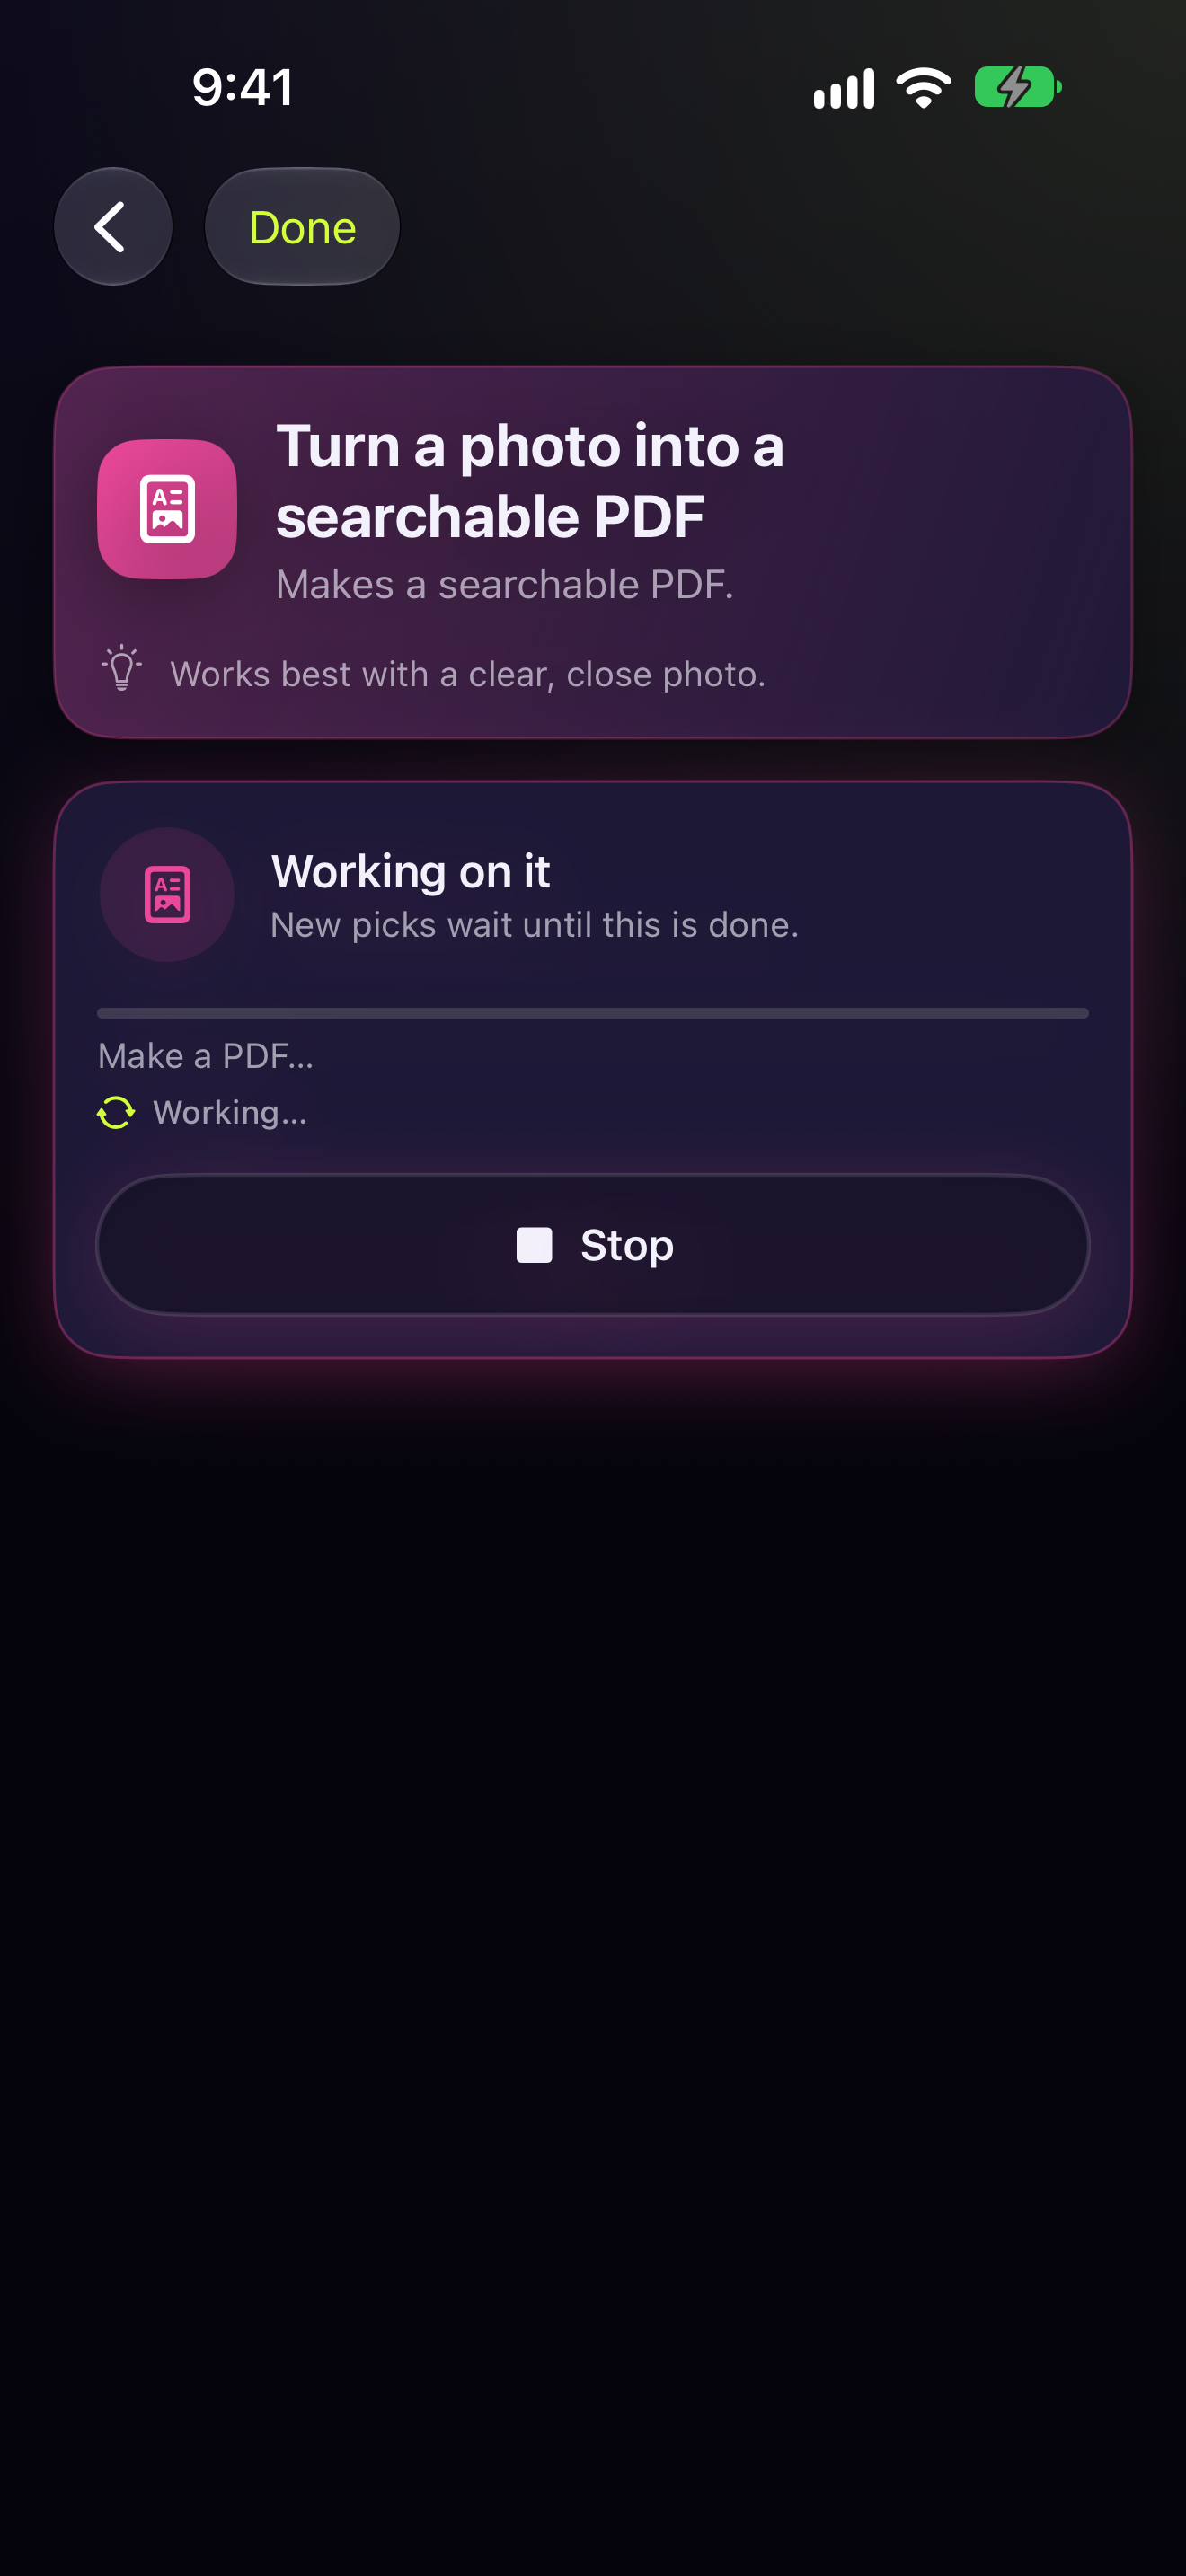 9:41
Done
Turn a photo into a
searchable PDF
Makes a searchable PDF.
Works best with a clear, close photo.
Working on it
New picks wait until this is done.
Make a PDF...
Working...
Stop